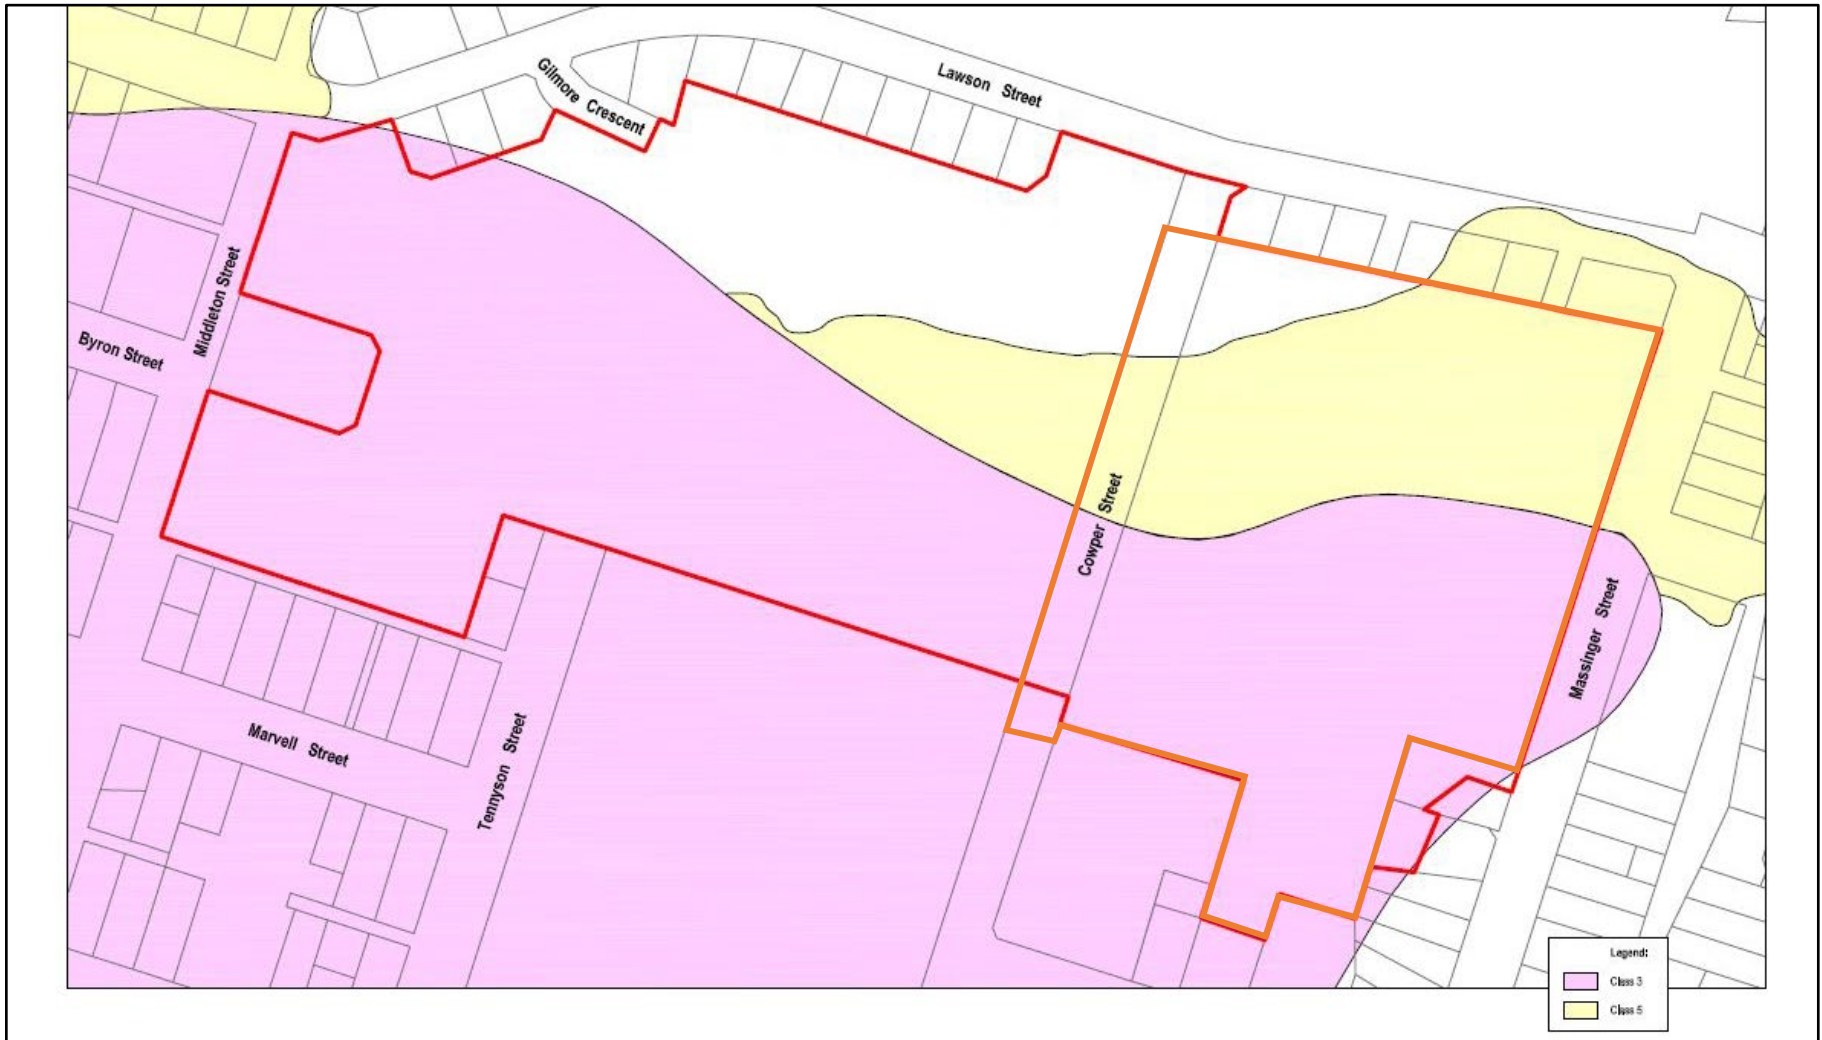 Lawson Street
Gilmore Crescent
Middleton Street
Byron Street
Cowper Street
Massinger Street
Marvell Street
Tennyson Street
Legend:
Class 3
Class 5